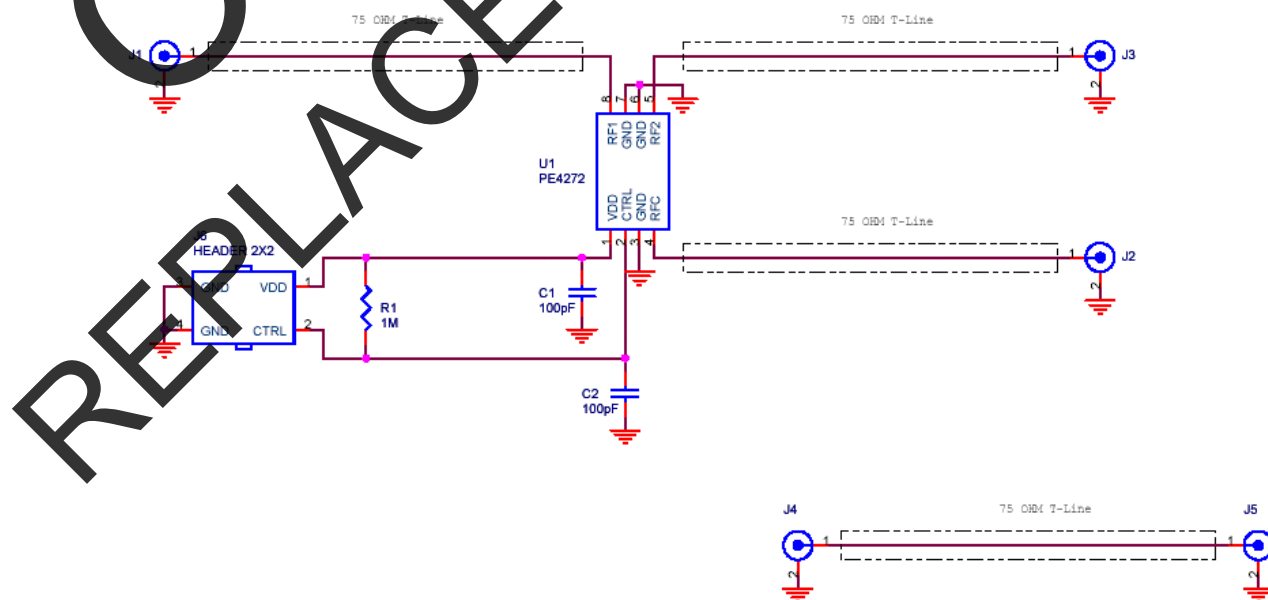 75 OHM T-Line
75 OHM T-Line
J1
1
2
1
J3
2
8
7
6
5
RF1
GND
GND
RF2
U1
PE4272
VDD
CTRL
GND
RFC
1
2
3
4
75 OHM T-Line
1
J2
2
HEADER 2X2
GND
VDD
1
GND
CTRL
2
R1
1M
C1
100pF
C2
100pF
REPLACE
J4
75 OHM T-Line
J5
1
1
2
2